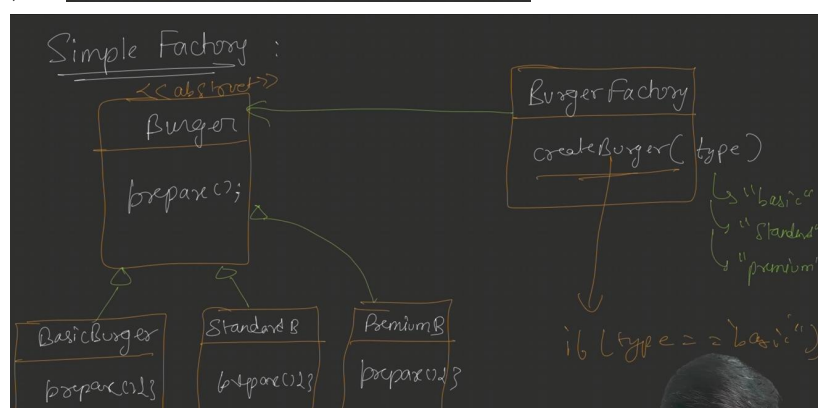 Simple Factory :
<<abstract>>
Burger
prepare();
BurgerFactory
createBurger( type )
"basic"
"Standard"
"premium"
BasicBurger
prepare(){}
StandardB
prepare(){}
PremiumB
prepare(){}
if (type == "basic")